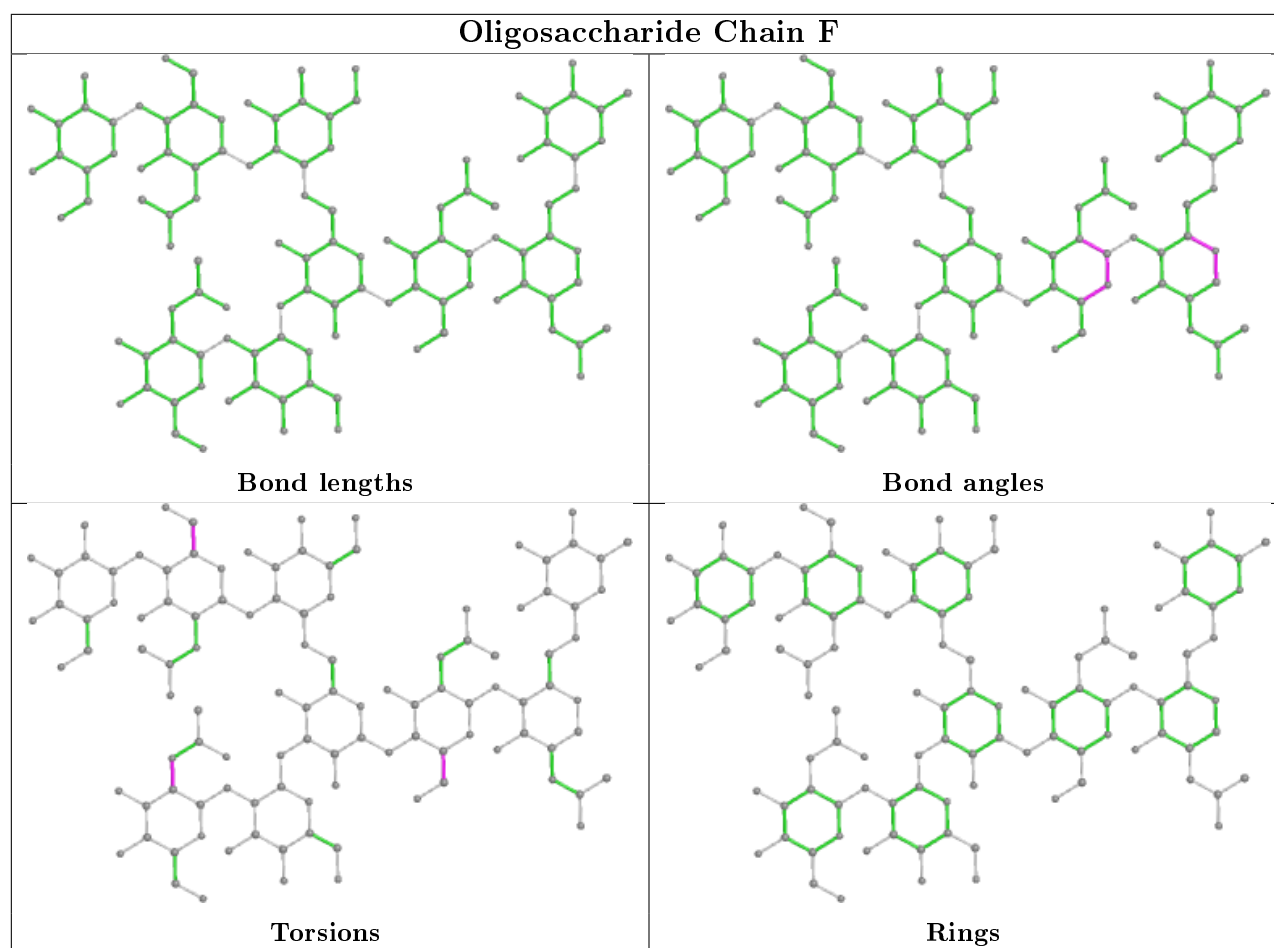 Oligosaccharide Chain F
Bond lengths
Bond angles
Torsions
Rings